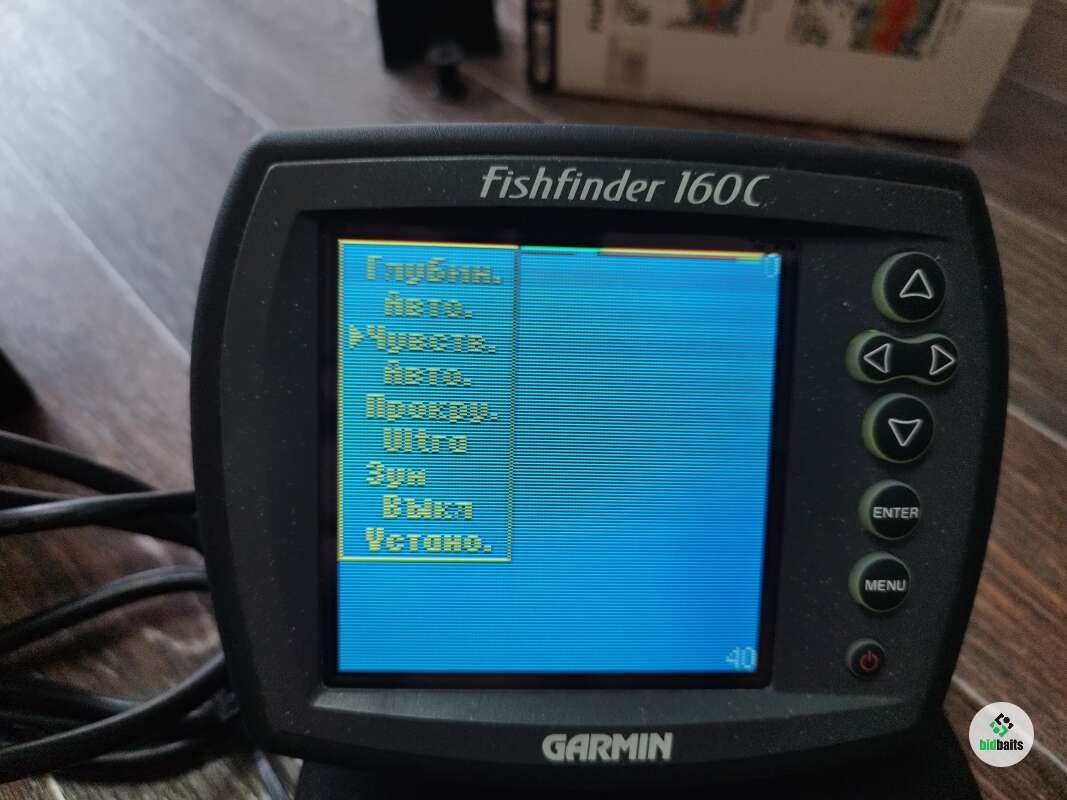 Fishfinder 160C
Глубин.
Авто.
Чувств.
Авто.
Прокру.
Ultra
Зум
Выкл
Устано.
0
40
ENTER
MENU
GARMIN
bidbaits